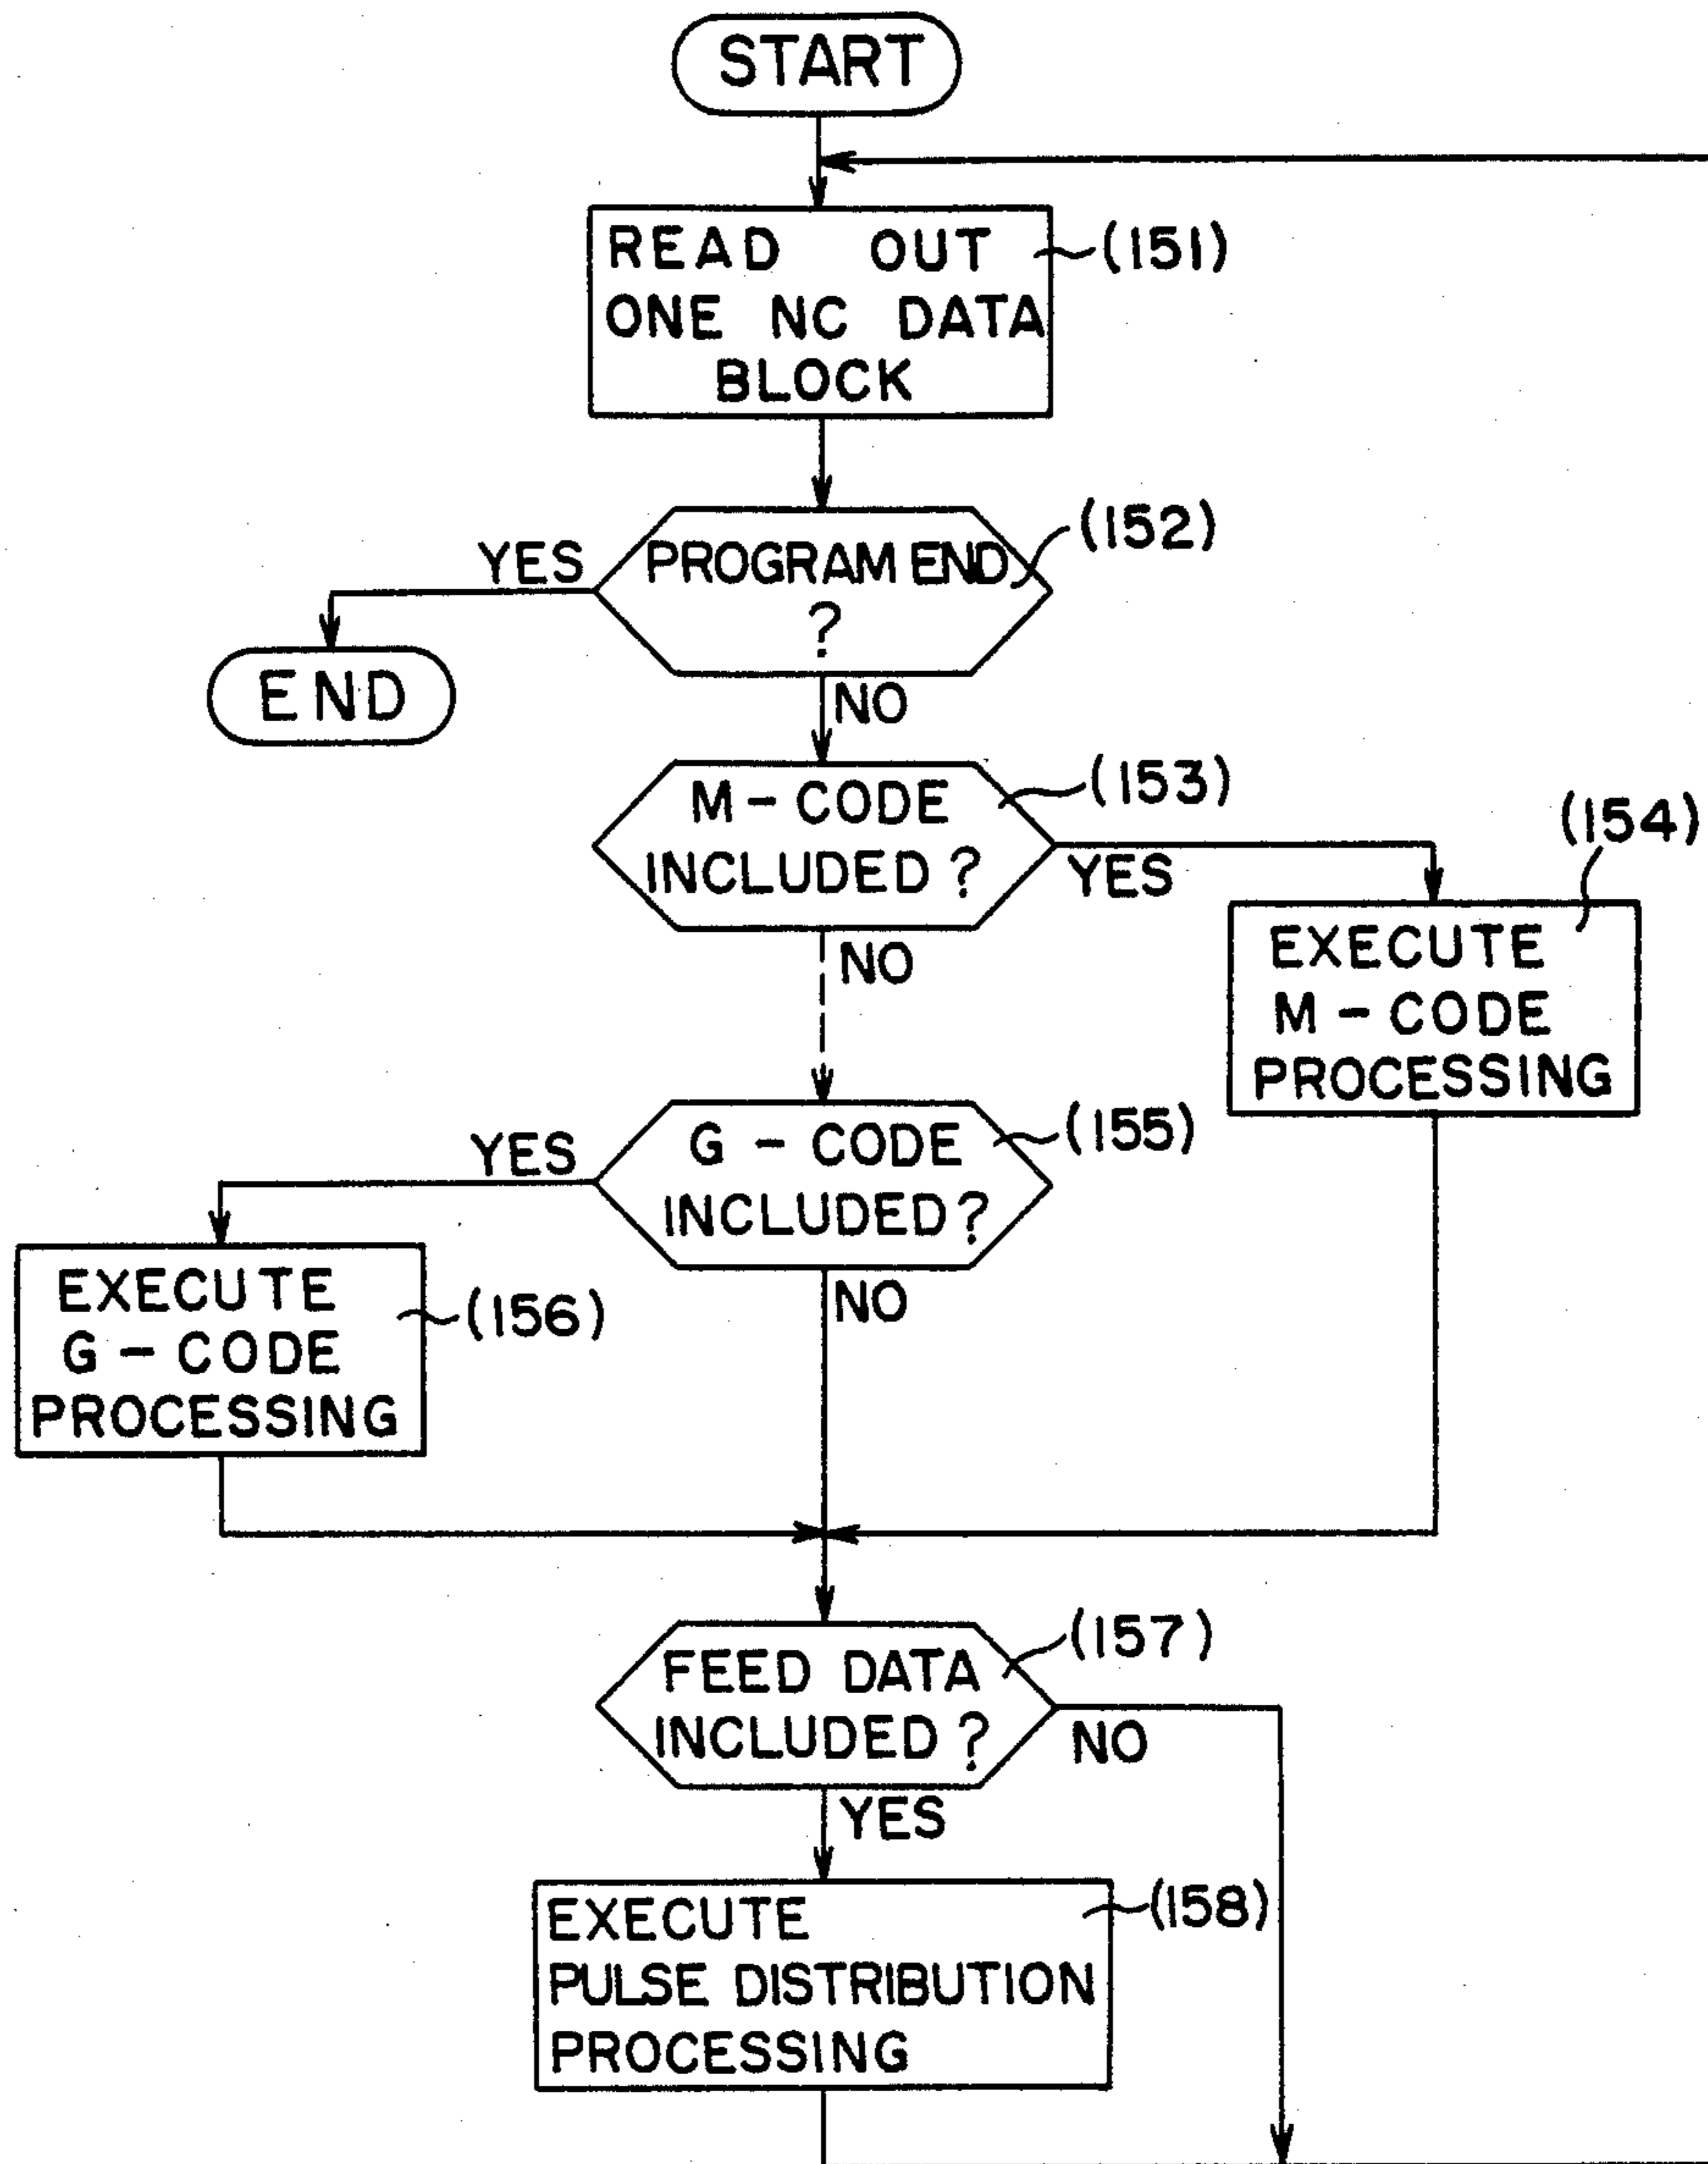 START
READ OUT
ONE NC DATA
BLOCK
(151)
PROGRAM END
?
(152)
YES
END
NO
M-CODE
INCLUDED?
(153)
YES
(154)
EXECUTE
M-CODE
PROCESSING
NO
G-CODE
INCLUDED?
(155)
YES
EXECUTE
G-CODE
PROCESSING
(156)
NO
FEED DATA
INCLUDED?
(157)
NO
YES
EXECUTE
PULSE DISTRIBUTION
PROCESSING
(158)